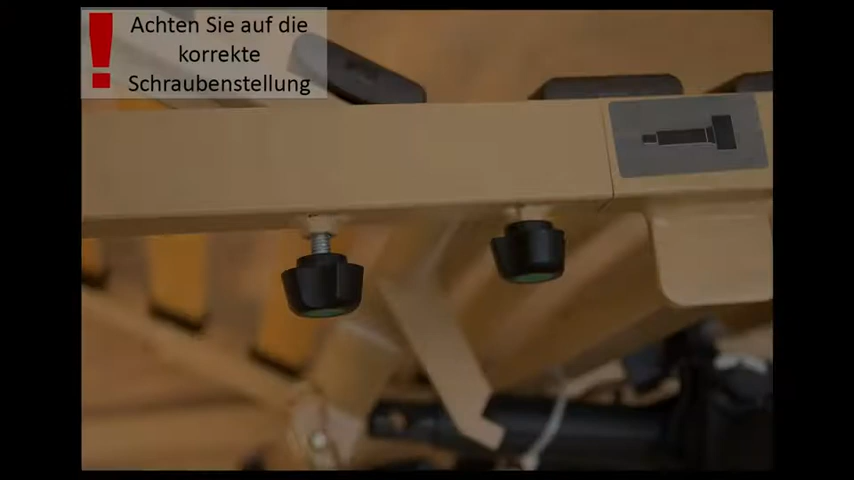 Achten Sie auf die
korrekte
Schraubenstellung